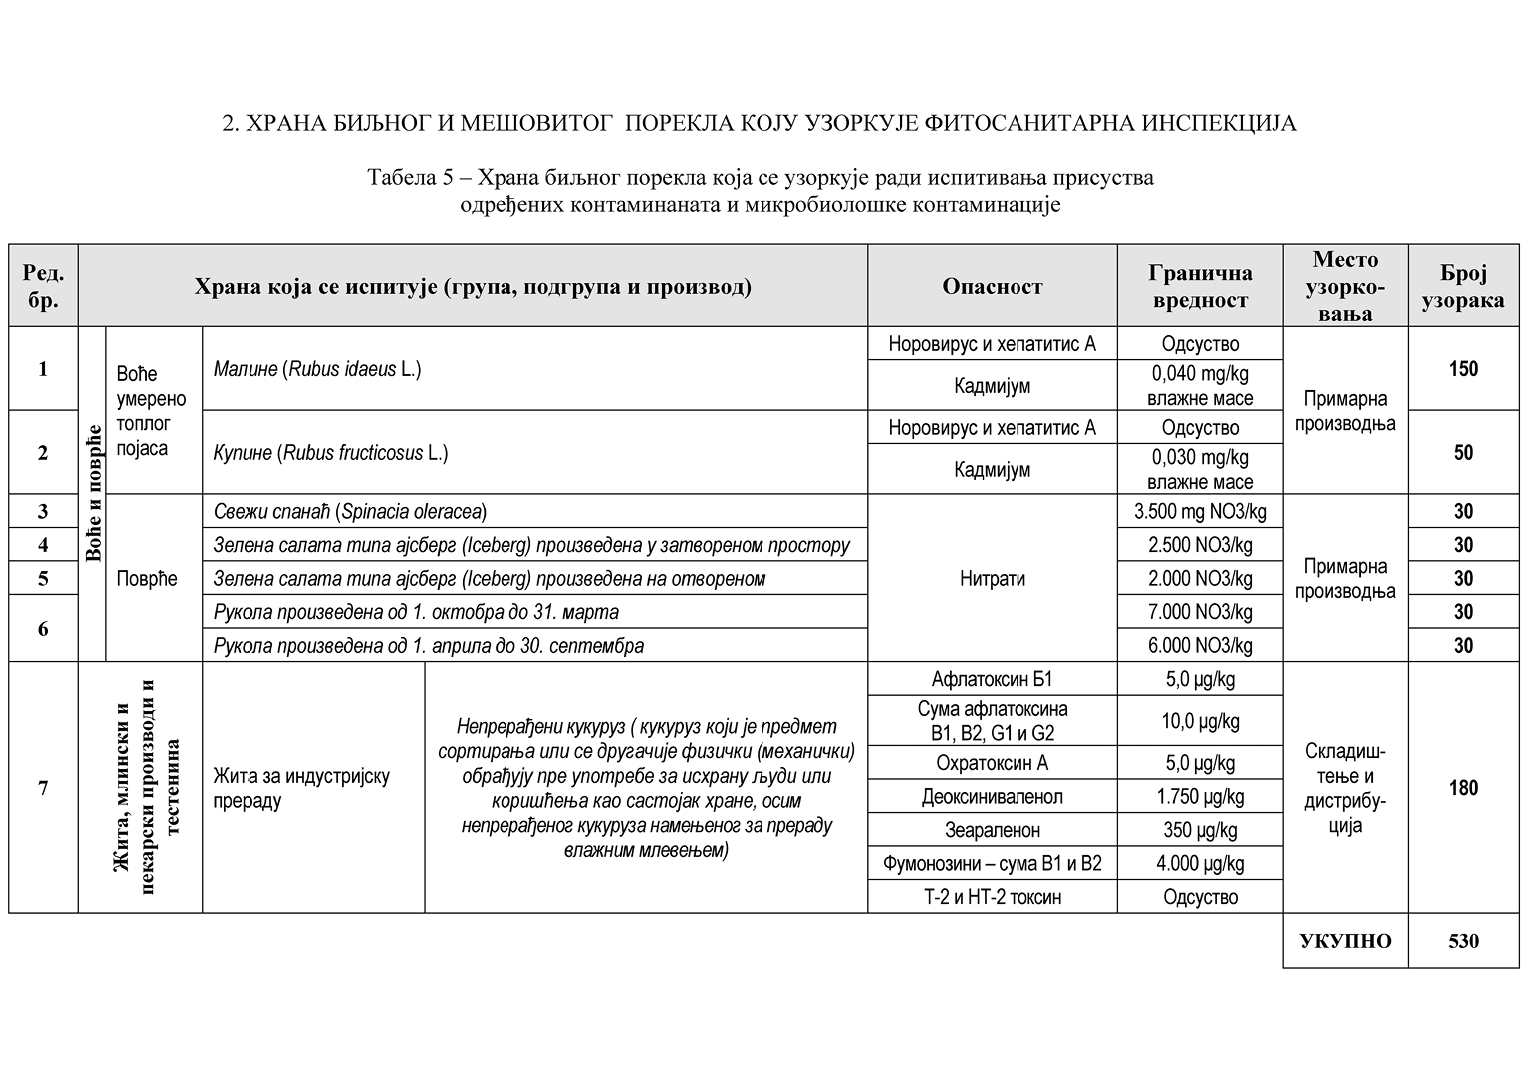 2. ХРАНА БИЉНОГ И МЕШОВИТОГ ПОРЕКЛА КОЈУ УЗОРКУЈЕ ФИТОСАНИТАРНА ИНСПЕКЦИЈА
Табела 5 – Храна биљног порекла која се узоркује ради испитивања присуства
одређених контаминаната и микробиолошке контаминације
Ред.
бр.
Храна која се испитује (група, подгрупа и производ)
Опасност
Гранична
вредност
Место
узорко-
вања
Број
узорака
Воће и поврће
1
Воће
умерено
топлог
појаса
Малине (Rubus idaeus L.)
Норовирус и хепатитис А
Одсуство
Кадмијум
0,040 mg/kg
влажне масе
Примарна
производња
150
2
Купине (Rubus fructicosus L.)
Норовирус и хепатитис А
Одсуство
Кадмијум
0,030 mg/kg
влажне масе
50
3
Поврће
Свежи спанаћ (Spinacia oleracea)
Нитрати
3.500 mg NO3/kg
Примарна
производња
30
4
Зелена салата типа ајсберг (Iceberg) произведена у затвореном простору
2.500 NO3/kg
30
5
Зелена салата типа ајсберг (Iceberg) произведена на отвореном
2.000 NO3/kg
30
6
Рукола произведена од 1. октобра до 31. марта
7.000 NO3/kg
30
Рукола произведена од 1. априла до 30. септембра
6.000 NO3/kg
30
7
Жита, млински и
пекарски производи и
тестенина
Жита за индустријску
прераду
Непрерађени кукуруз ( кукуруз који је предмет
сортирања или се другачије физички (механички)
обрађују пре употребе за исхрану људи или
коришћења као састојак хране, осим
непрерађеног кукуруза намењеног за прераду
влажним млевењем)
Афлатоксин Б1
5,0 µg/kg
Сума афлатоксина
B1, B2, G1 и G2
10,0 µg/kg
Охратоксин А
5,0 µg/kg
Деоксиниваленол
1.750 µg/kg
Зеараленон
350 µg/kg
Фумонозини – сума B1 и B2
4.000 µg/kg
Т-2 и НТ-2 токсин
Одсуство
Складиш-
тење и
дистрибу-
ција
180
УКУПНО
530